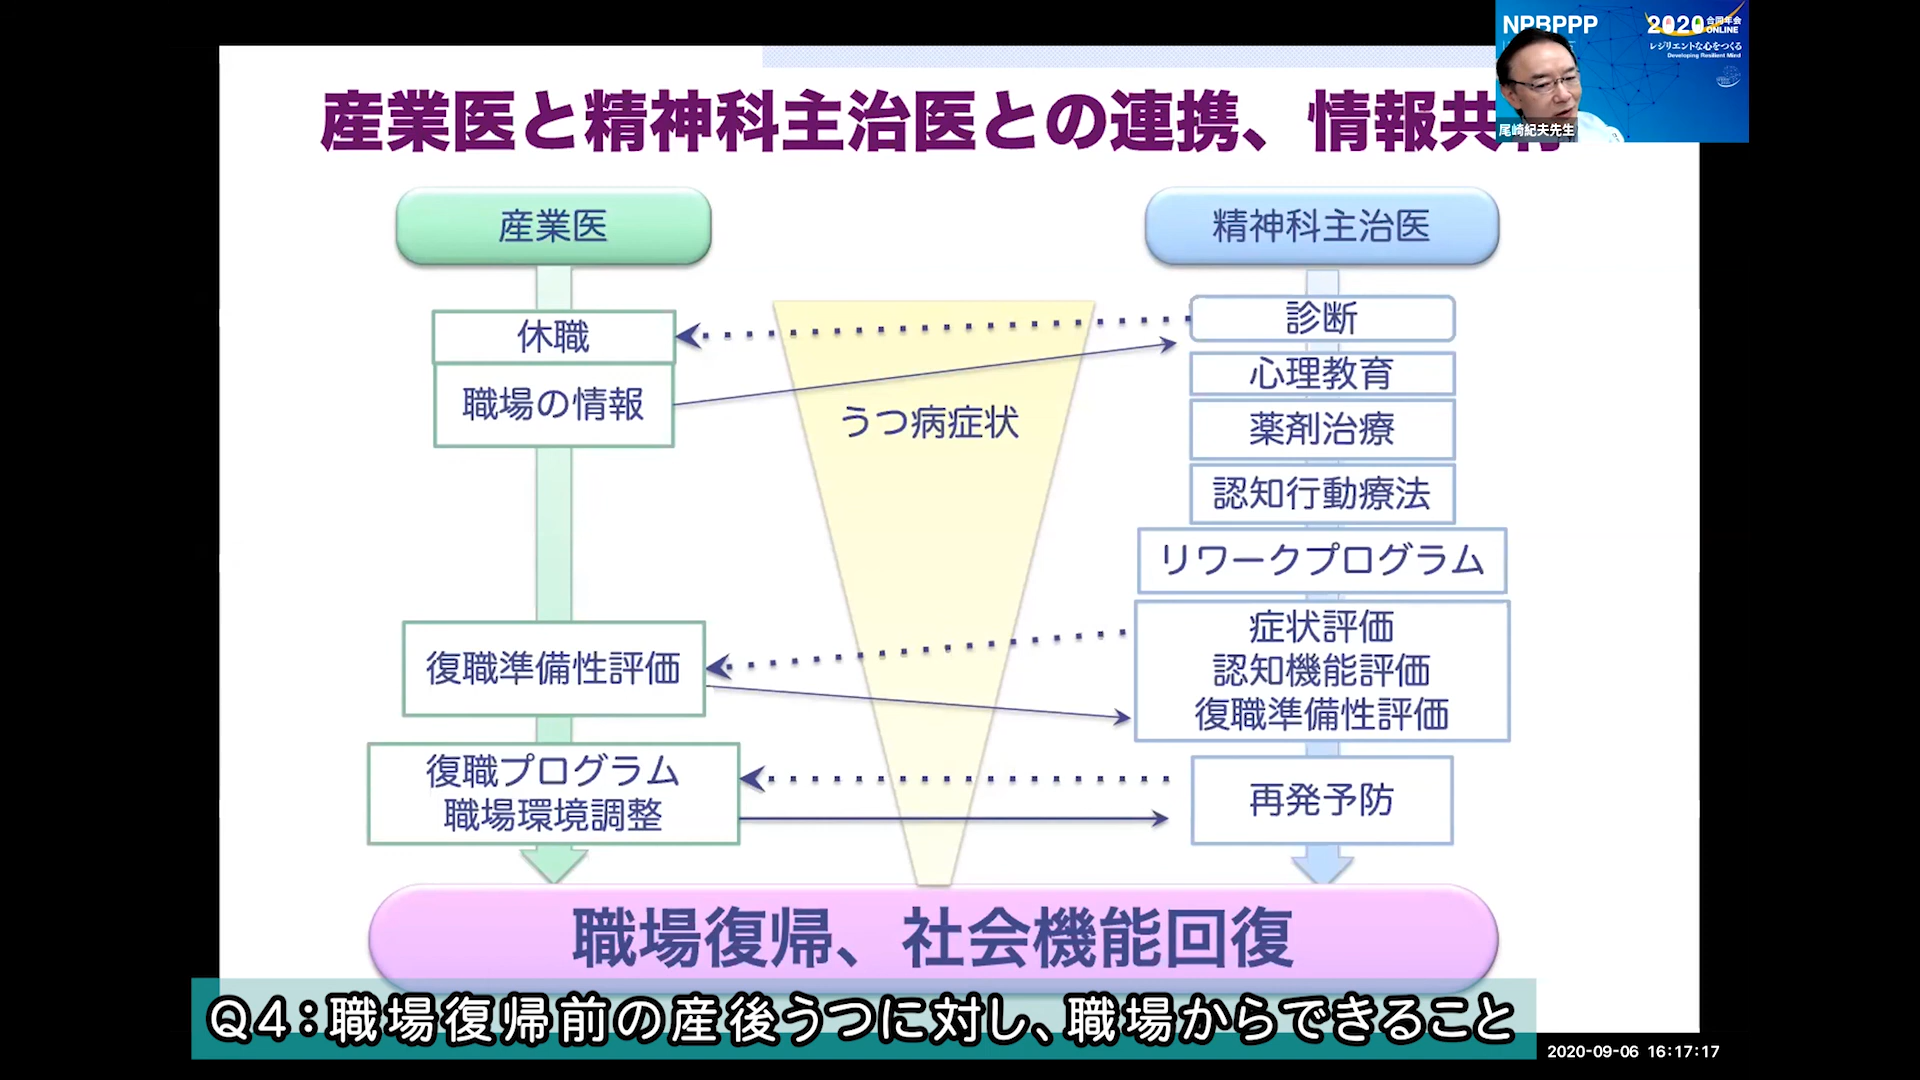 NPBPPP
2020 合同年会
ONLINE
レジリエントな心をつくる
Developing Resilient Mind
尾崎紀夫先生
産業医と精神科主治医との連携、情報共有
産業医
精神科主治医
休職
診断
職場の情報
心理教育
うつ病症状
薬剤治療
認知行動療法
リワークプログラム
復職準備性評価
症状評価
認知機能評価
復職準備性評価
復職プログラム
職場環境調整
再発予防
職場復帰、社会機能回復
Q4：職場復帰前の産後うつに対し、職場からできること
2020-09-06 16:17:17